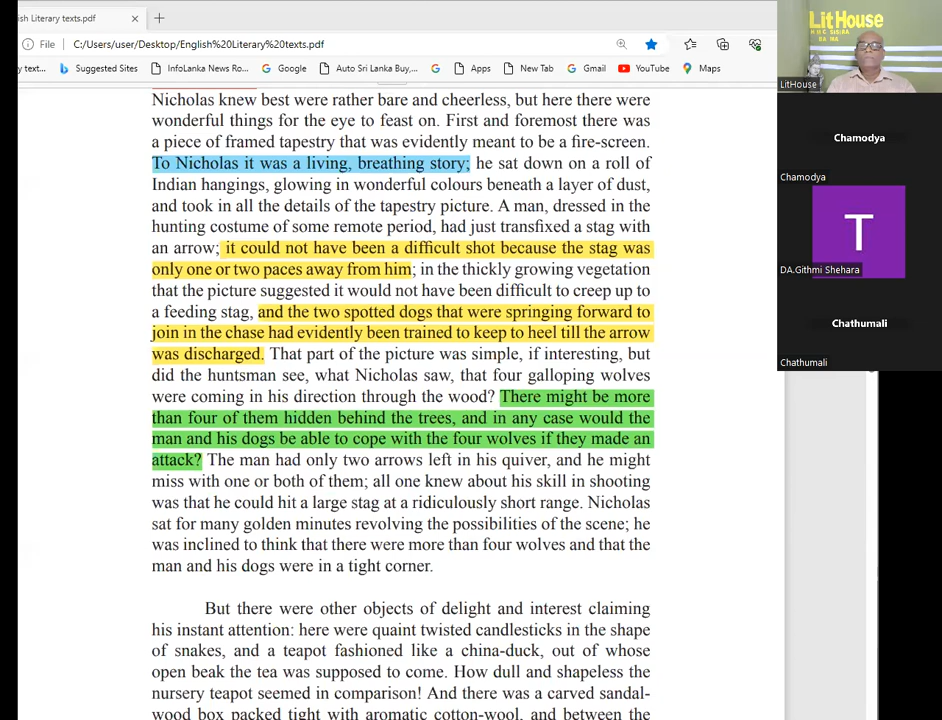 ish Literary texts.pdf
File
C:/Users/user/Desktop/English%20Literary%20texts.pdf
y text...
Suggested Sites
InfoLanka News Ro...
Google
Auto Sri Lanka Buy,...
Apps
New Tab
Gmail
YouTube
Maps
Nicholas knew best were rather bare and cheerless, but here there were
wonderful things for the eye to feast on. First and foremost there was
a piece of framed tapestry that was evidently meant to be a fire-screen.
To Nicholas it was a living, breathing story; he sat down on a roll of
Indian hangings, glowing in wonderful colours beneath a layer of dust,
and took in all the details of the tapestry picture. A man, dressed in the
hunting costume of some remote period, had just transfixed a stag with
an arrow; it could not have been a difficult shot because the stag was
only one or two paces away from him; in the thickly growing vegetation
that the picture suggested it would not have been difficult to creep up to
a feeding stag, and the two spotted dogs that were springing forward to
join in the chase had evidently been trained to keep to heel till the arrow
was discharged. That part of the picture was simple, if interesting, but
did the huntsman see, what Nicholas saw, that four galloping wolves
were coming in his direction through the wood? There might be more
than four of them hidden behind the trees, and in any case would the
man and his dogs be able to cope with the four wolves if they made an
attack? The man had only two arrows left in his quiver, and he might
miss with one or both of them; all one knew about his skill in shooting
was that he could hit a large stag at a ridiculously short range. Nicholas
sat for many golden minutes revolving the possibilities of the scene; he
was inclined to think that there were more than four wolves and that the
man and his dogs were in a tight corner.
But there were other objects of delight and interest claiming
his instant attention: here were quaint twisted candlesticks in the shape
of snakes, and a teapot fashioned like a china-duck, out of whose
open beak the tea was supposed to come. How dull and shapeless the
nursery teapot seemed in comparison! And there was a carved sandal-
wood box packed tight with aromatic cotton-wool, and between the
LitHouse
LitHouse
Chamodya
Chamodya
T
DA.Githmi Shehara
Chathumali
Chathumali